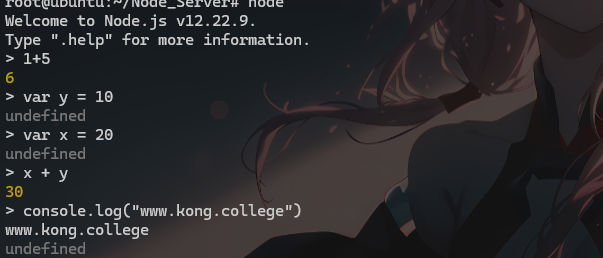 root@ubuntu:~/Node_Server# node
Welcome to Node.js v12.22.9.
Type ".help" for more information.
> 1+5
6
> var y = 10
undefined
> var x = 20
undefined
> x + y
30
> console.log("www.kong.college")
www.kong.college
undefined